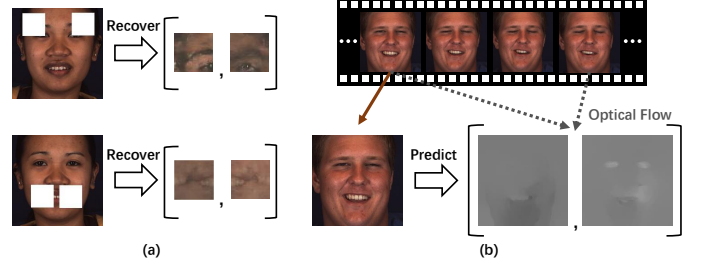 Recover
,
Recover
,
(a)
... ...
Optical Flow
Predict
,
(b)